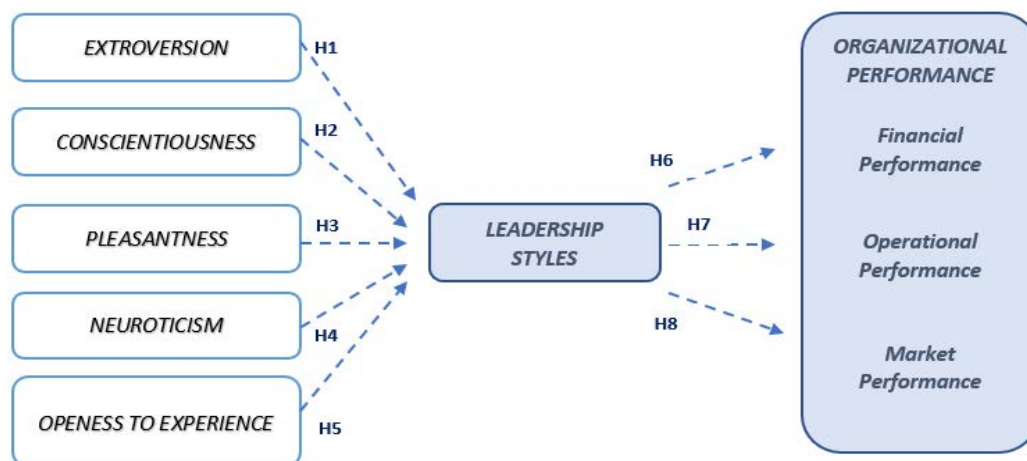 EXTROVERSION
H1
CONSCIENTIOUSNESS
H2
PLEASANTNESS
H3
NEUROTICISM
H4
OPENESS TO EXPERIENCE
H5
LEADERSHIP
STYLES
H6
H7
H8
ORGANIZATIONAL
PERFORMANCE
Financial
Performance
Operational
Performance
Market
Performance